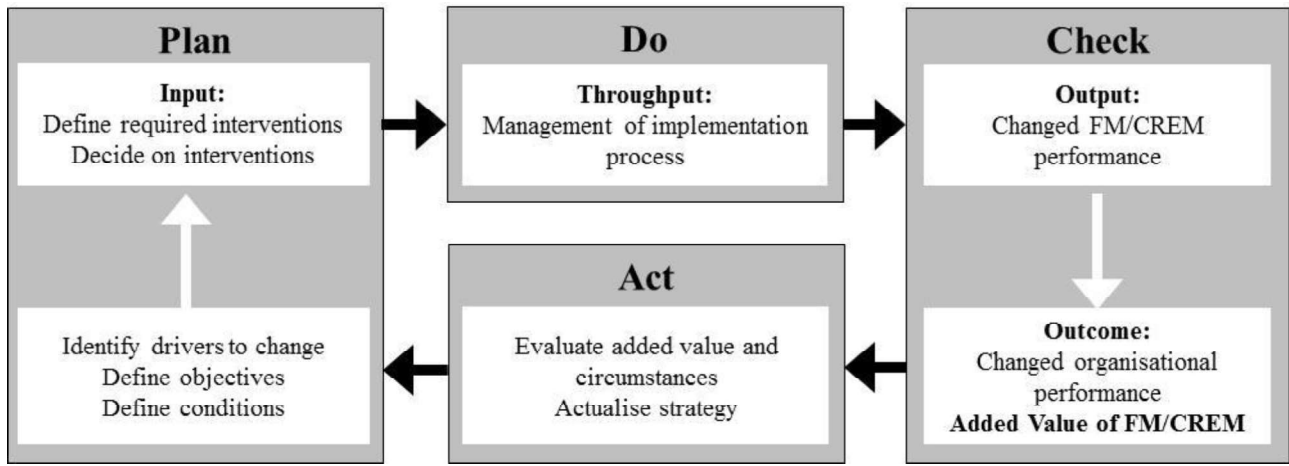 Plan
Input:
Define required interventions
Decide on interventions
Identify drivers to change
Define objectives
Define conditions
Do
Throughput:
Management of implementation
process
Check
Output:
Changed FM/CREM
performance
Outcome:
Changed organisational
performance
Added Value of FM/CREM
Act
Evaluate added value and
circumstances
Actualise strategy